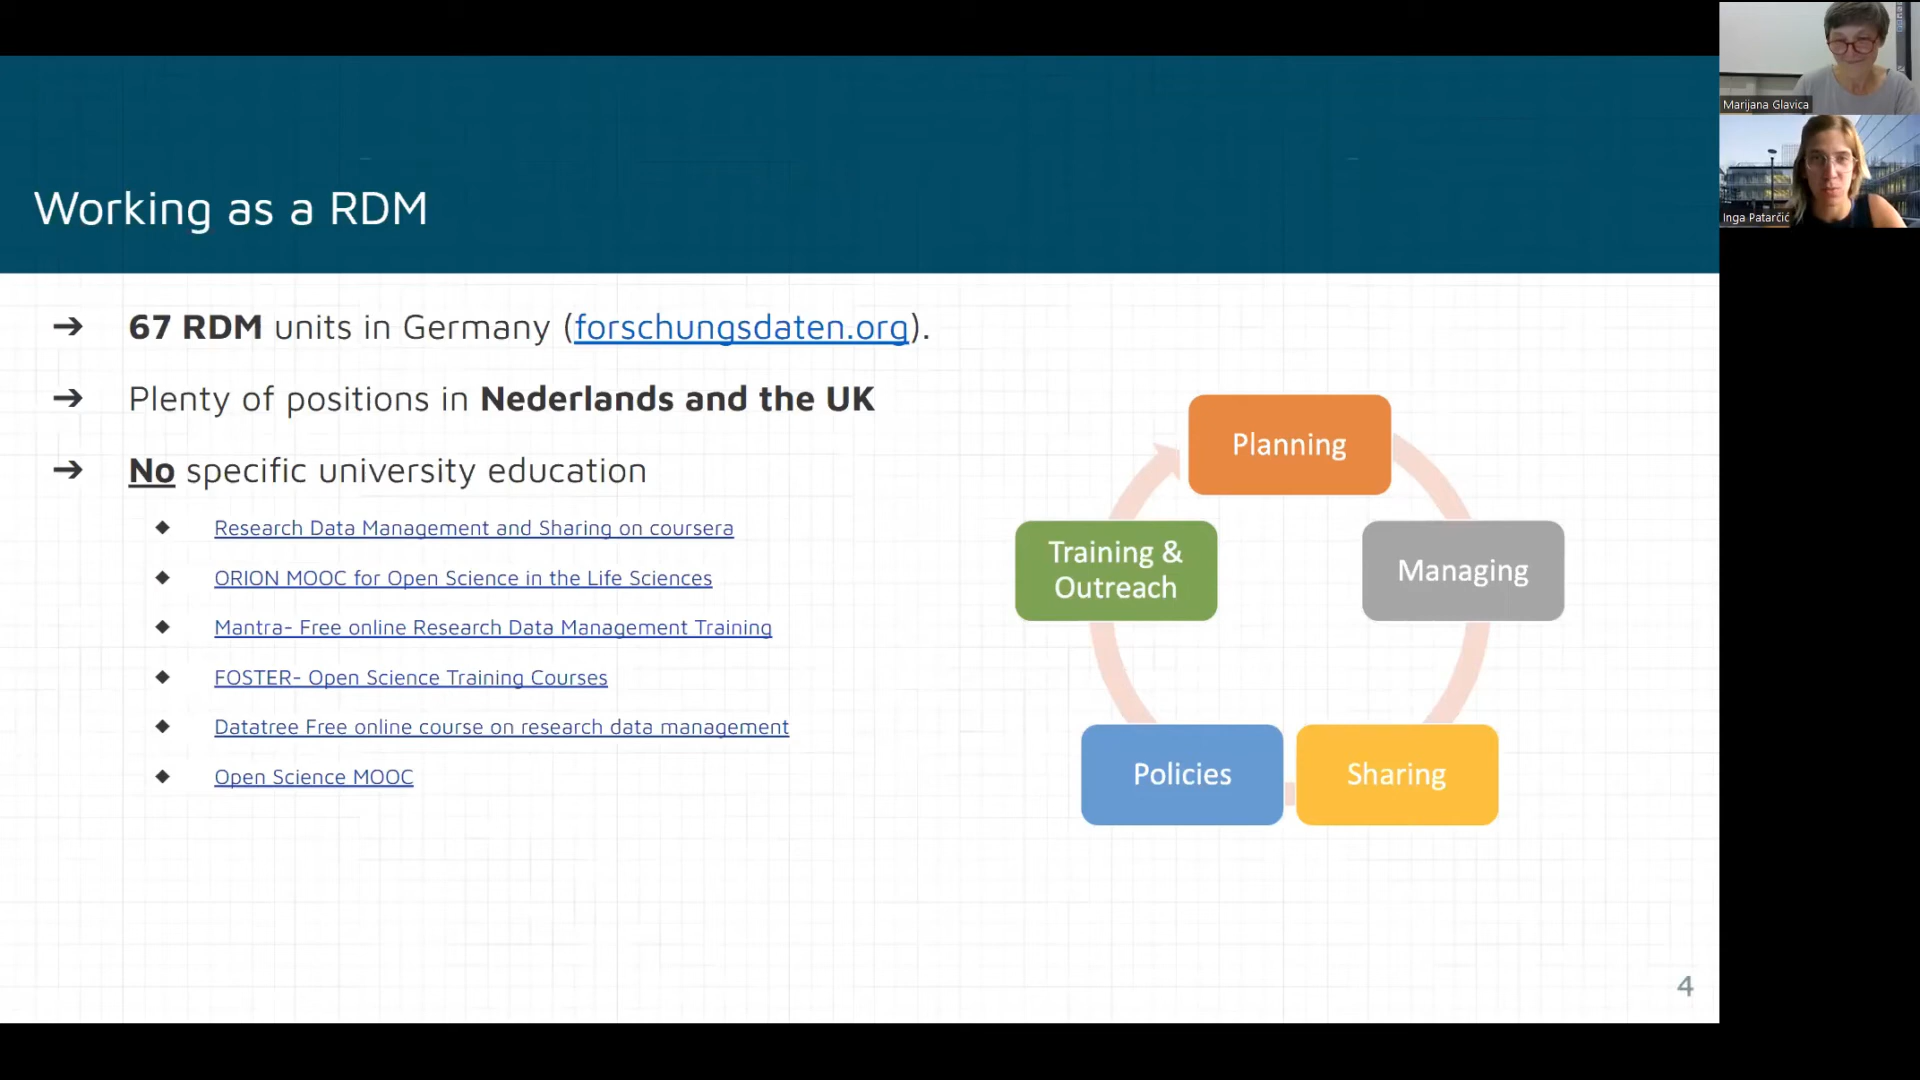 Working as a RDM
➔ 67 RDM units in Germany (forschungsdaten.org).
➔ Plenty of positions in Nederlands and the UK
➔ No specific university education
◆ Research Data Management and Sharing on coursera
◆ ORION MOOC for Open Science in the Life Sciences
◆ Mantra- Free online Research Data Management Training
◆ FOSTER- Open Science Training Courses
◆ Datatree Free online course on research data management
◆ Open Science MOOC
Planning
Managing
Sharing
Policies
Training &
Outreach
4
Marijana Glavica
Inga Patarčić